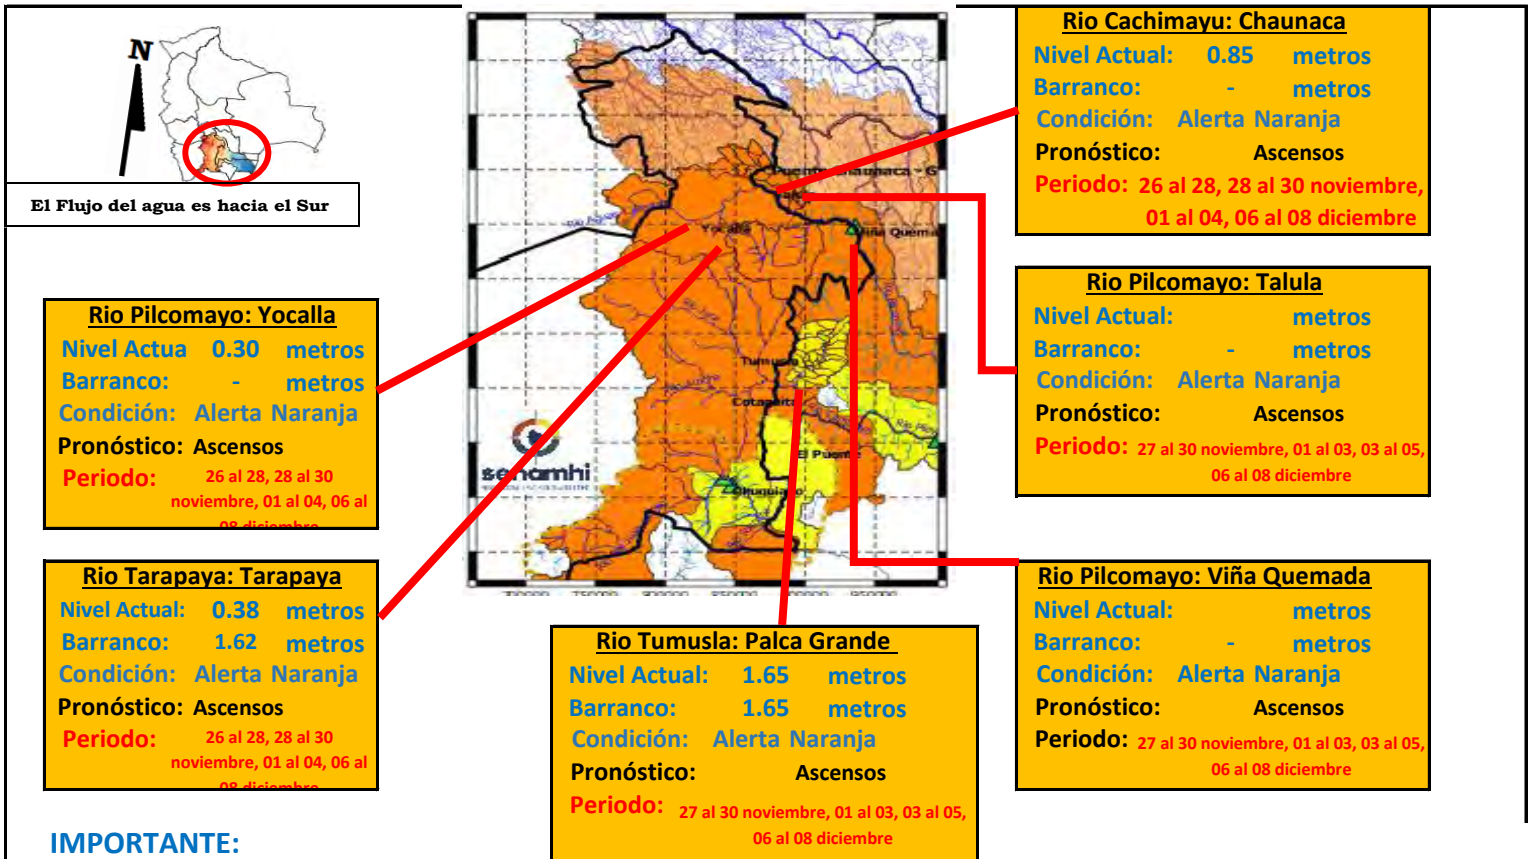 N
El Flujo del agua es hacia el Sur
Rio Cachimayu: Chaunaca
Nivel Actual: 0.85 metros
Barranco: - metros
Condición: Alerta Naranja
Pronóstico: Ascensos
Periodo: 26 al 28, 28 al 30 noviembre,
01 al 04, 06 al 08 diciembre
Rio Pilcomayo: Talula
Nivel Actual: metros
Barranco: - metros
Condición: Alerta Naranja
Pronóstico: Ascensos
Periodo: 27 al 30 noviembre, 01 al 03, 03 al 05,
06 al 08 diciembre
Rio Pilcomayo: Yocalla
Nivel Actua 0.30 metros
Barranco: - metros
Condición: Alerta Naranja
Pronóstico: Ascensos
Periodo: 26 al 28, 28 al 30
noviembre, 01 al 04, 06 al
08 diciembre
Rio Tarapaya: Tarapaya
Nivel Actual: 0.38 metros
Barranco: 1.62 metros
Condición: Alerta Naranja
Pronóstico: Ascensos
Periodo: 26 al 28, 28 al 30
noviembre, 01 al 04, 06 al
08 diciembre
Rio Tumusla: Palca Grande
Nivel Actual: 1.65 metros
Barranco: 1.65 metros
Condición: Alerta Naranja
Pronóstico: Ascensos
Periodo: 27 al 30 noviembre, 01 al 03, 03 al 05,
06 al 08 diciembre
Rio Pilcomayo: Viña Quemada
Nivel Actual: metros
Barranco: - metros
Condición: Alerta Naranja
Pronóstico: Ascensos
Periodo: 27 al 30 noviembre, 01 al 03, 03 al 05,
06 al 08 diciembre
Yocalla
Viña Quema
Tumusla
Cotagaita
El Puente
senamhi
IMPORTANTE: